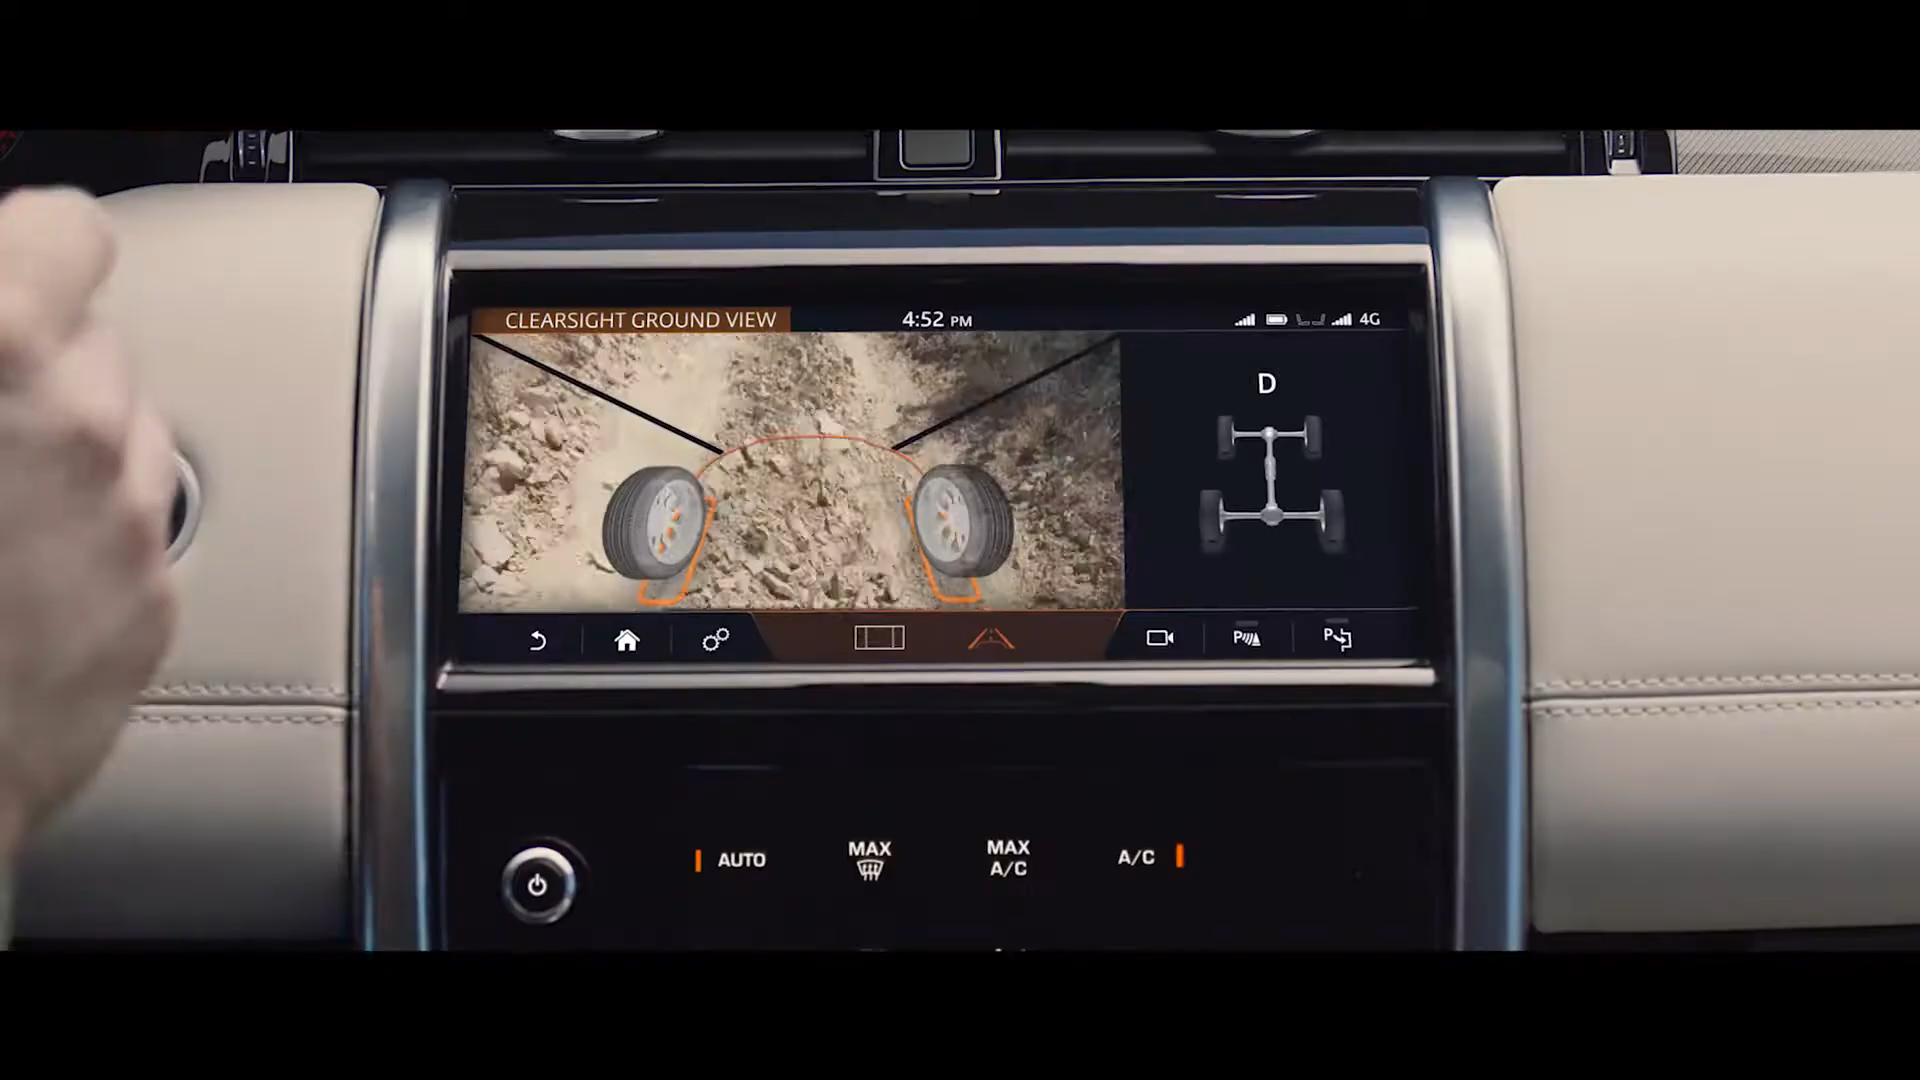 CLEARSIGHT GROUND VIEW
4:52 PM
4G
D
P
P
AUTO
MAX
MAX
A/C
A/C